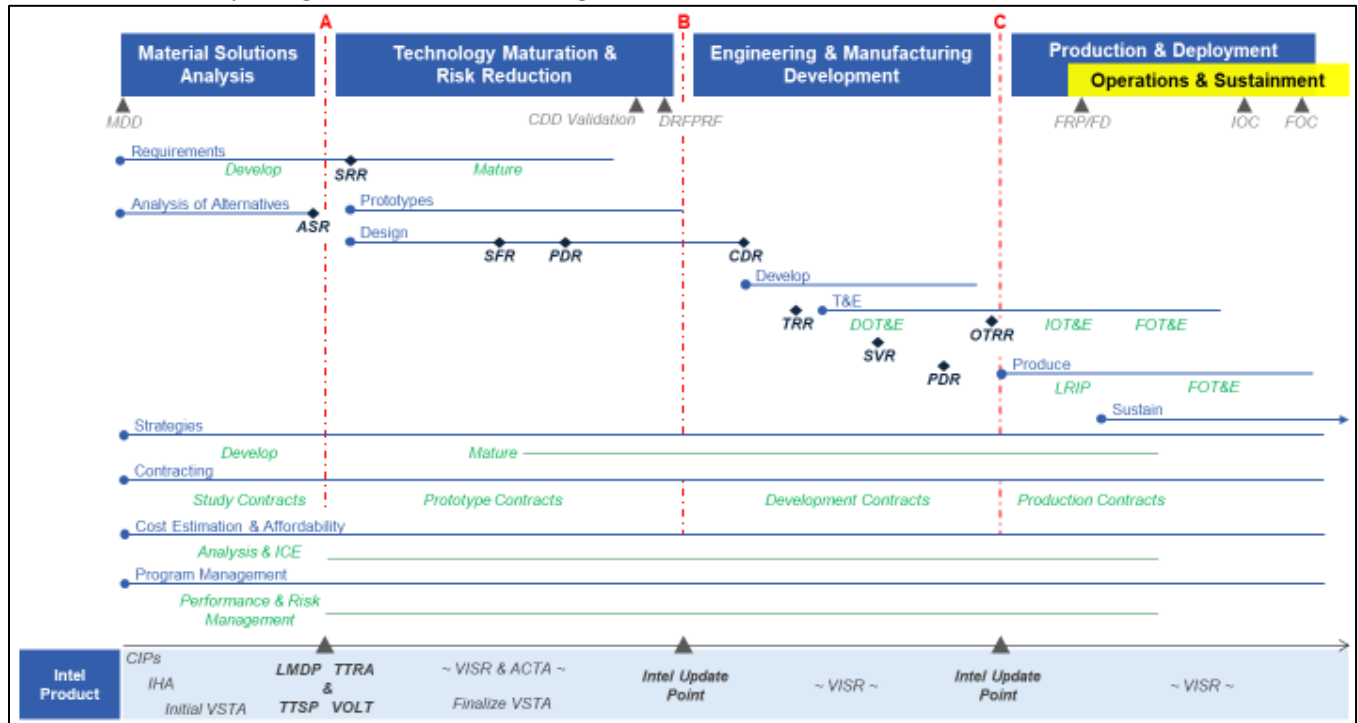 A
B
C
Material Solutions
Analysis
Technology Maturation &
Risk Reduction
Engineering & Manufacturing
Development
Production & Deployment
Operations & Sustainment
MDD
CDD Validation
DRFPRF
FRP/FD
IOC
FOC
Requirements
Develop
SRR
Mature
Analysis of Alternatives
ASR
Prototypes
Design
SFR
PDR
CDR
Develop
T&E
TRR
DOT&E
OTRR
IOT&E
FOT&E
SVR
PDR
Produce
LRIP
FOT&E
Sustain
Strategies
Develop
Mature
Contracting
Study Contracts
Prototype Contracts
Development Contracts
Production Contracts
Cost Estimation & Affordability
Analysis & ICE
Program Management
Performance & Risk
Management
Intel
Product
CIPs
IHA
Initial VSTA
LMDP TTRA
&
TTSP VOLT
~ VISR & ACTA ~
Finalize VSTA
Intel Update
Point
~ VISR ~
Intel Update
Point
~ VISR ~